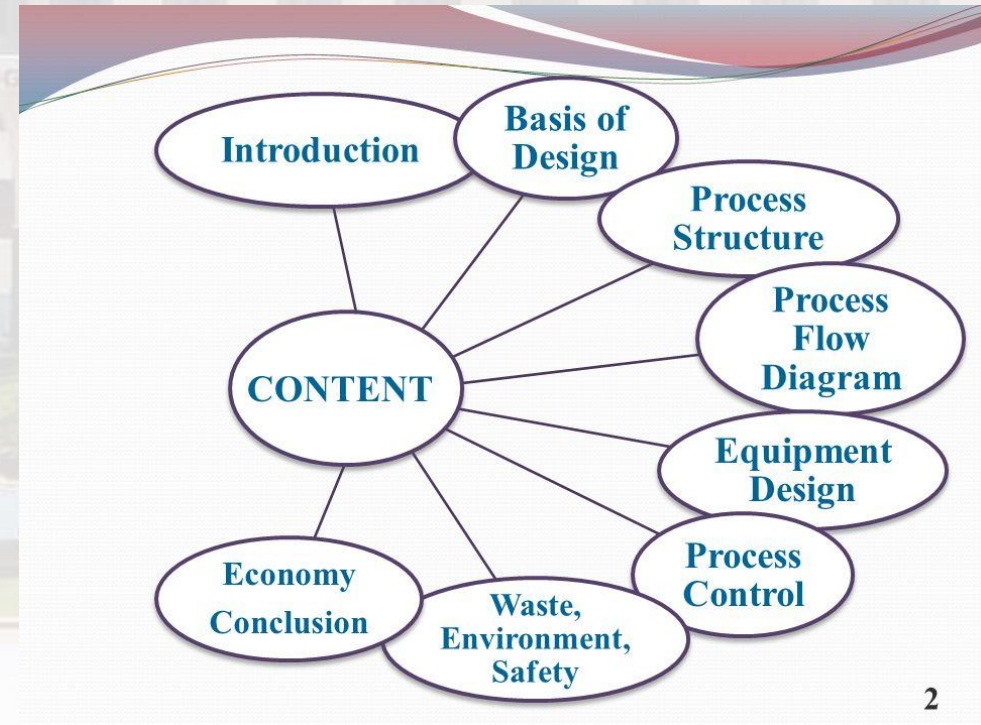 Introduction
Basis of
Design
Process
Structure
Process
Flow
Diagram
CONTENT
Equipment
Design
Process
Control
Waste,
Environment,
Safety
Economy
Conclusion
2